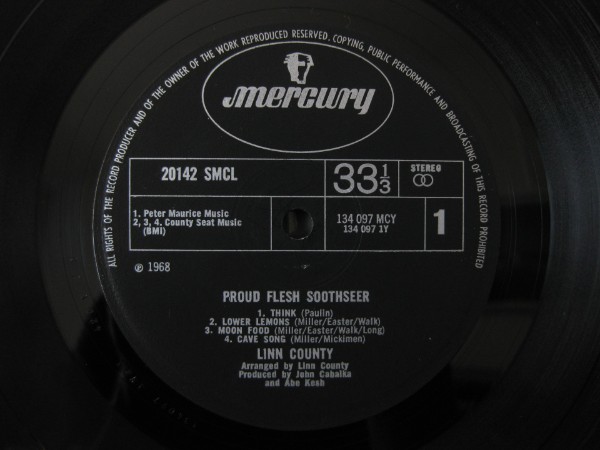 ALL RIGHTS OF THE RECORD PRODUCER AND OF THE OWNER OF THE WORK REPRODUCED RESERVED. COPYING, PUBLIC PERFORMANCE AND BROADCASTING OF THIS RECORD PROHIBITED
mercury
20142 SMCL
33 1/3
STEREO
1. Peter Maurice Music
2, 3, 4. County Seat Music
(BMI)
134 097 MCY
134 097 1Y
1
℗ 1968
PROUD FLESH SOOTHSEER
1. THINK (Paulin)
2. LOWER LEMONS (Miller/Easter/Walk)
3. MOON FOOD (Miller/Easter/Walk/Long)
4. CAVE SONG (Miller/Mickimen)
LINN COUNTY
Arranged by Linn County
Produced by John Cabalka
and Abe Kesh